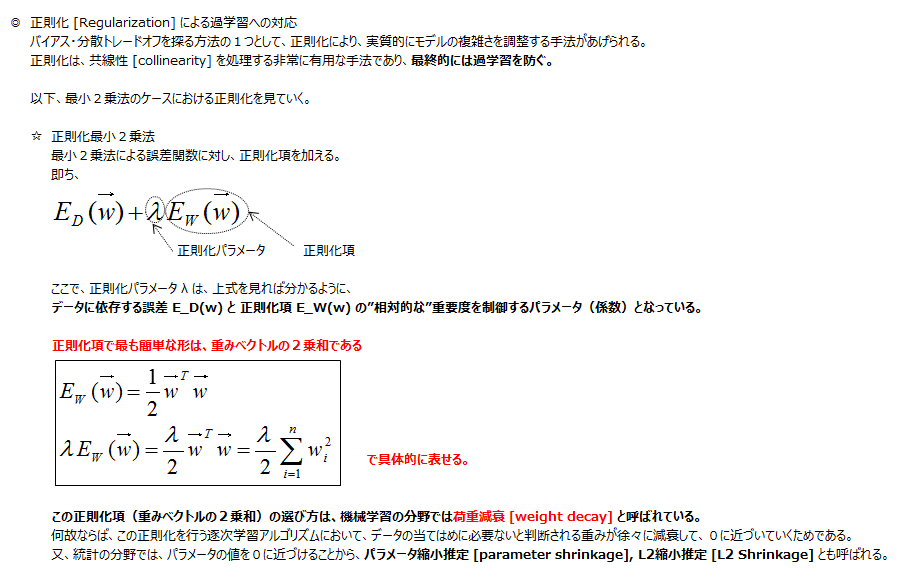 ◎ 正則化 [Regularization] による過学習への対応
バイアス・分散トレードオフを探る方法の１つとして、正則化により、実質的にモデルの複雑さを調整する手法があげられる。
正則化は、共線性 [collinearity] を処理する非常に有用な手法であり、最終的には過学習を防ぐ。
以下、最小２乗法のケースにおける正則化を見ていく。
☆ 正則化最小２乗法
最小２乗法による誤差関数に対し、正則化項を加える。
即ち、
E_D(\vec{w}) + λE_W(\vec{w})
正則化パラメータ 正則化項
ここで、正則化パラメータλは、上式を見れば分かるように、
データに依存する誤差 E_D(w) と 正則化項 E_W(w) の”相対的な”重要度を制御するパラメータ（係数）となっている。
正則化項で最も簡単な形は、重みベクトルの２乗和である
E_W(\vec{w}) = \frac{1}{2} \vec{w}^T \vec{w}
λE_W(\vec{w}) = \frac{λ}{2} \vec{w}^T \vec{w} = \frac{λ}{2} \sum_{i=1}^{n} w_i^2
で具体的に表せる。
この正則化項（重みベクトルの２乗和）の選び方は、機械学習の分野では荷重減衰 [weight decay] と呼ばれている。
何故ならば、この正則化を行う逐次学習アルゴリズムにおいて、データの当てはめに必要ないと判断される重みが徐々に減衰して、０に近づいていくためである。
又、統計の分野では、パラメータの値を０に近づけることから、パラメータ縮小推定 [parameter shrinkage], L2縮小推定 [L2 Shrinkage] とも呼ばれる。